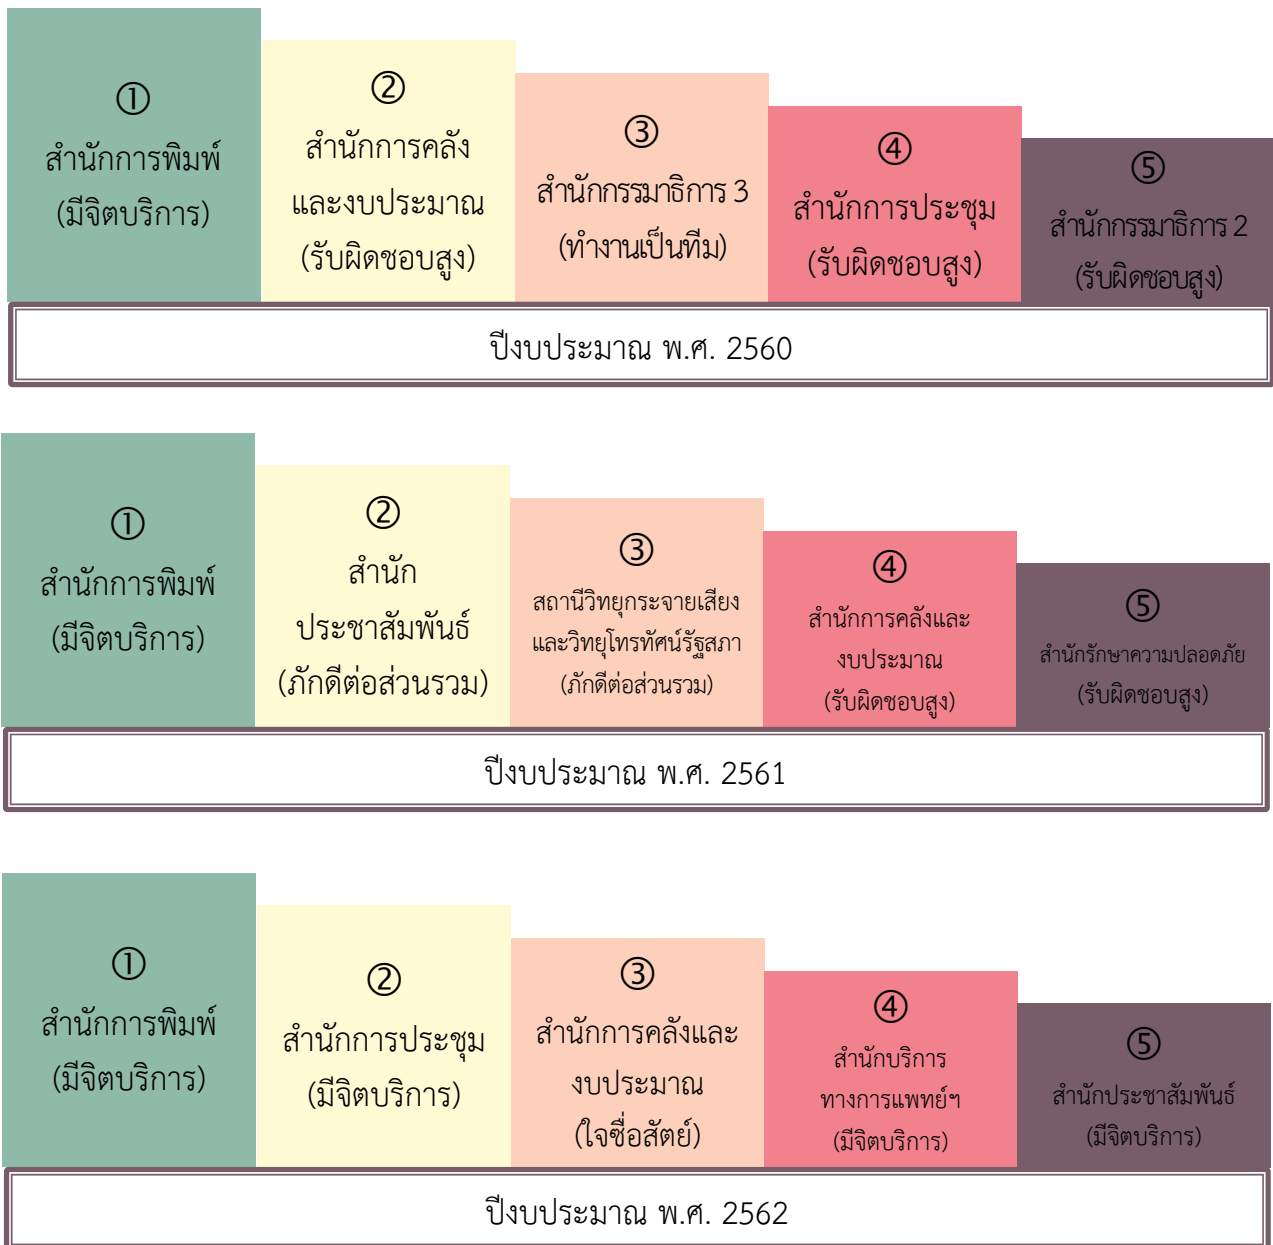 ①
สำนักการพิมพ์
(มีจิตบริการ)
②
สำนักการคลัง
และงบประมาณ
(รับผิดชอบสูง)
③
สำนักกรรมาธิการ 3
(ทำงานเป็นทีม)
④
สำนักการประชุม
(รับผิดชอบสูง)
⑤
สำนักกรรมาธิการ 2
(รับผิดชอบสูง)
ปีงบประมาณ พ.ศ. 2560
①
สำนักการพิมพ์
(มีจิตบริการ)
②
สำนัก
ประชาสัมพันธ์
(ภักดีต่อส่วนรวม)
③
สถานีวิทยุกระจายเสียง
และวิทยุโทรทัศน์รัฐสภา
(ภักดีต่อส่วนรวม)
④
สำนักการคลังและ
งบประมาณ
(รับผิดชอบสูง)
⑤
สำนักรักษาความปลอดภัย
(รับผิดชอบสูง)
ปีงบประมาณ พ.ศ. 2561
①
สำนักการพิมพ์
(มีจิตบริการ)
②
สำนักการประชุม
(มีจิตบริการ)
③
สำนักการคลังและ
งบประมาณ
(ใจซื่อสัตย์)
④
สำนักบริการ
ทางการแพทย์ฯ
(มีจิตบริการ)
⑤
สำนักประชาสัมพันธ์
(มีจิตบริการ)
ปีงบประมาณ พ.ศ. 2562